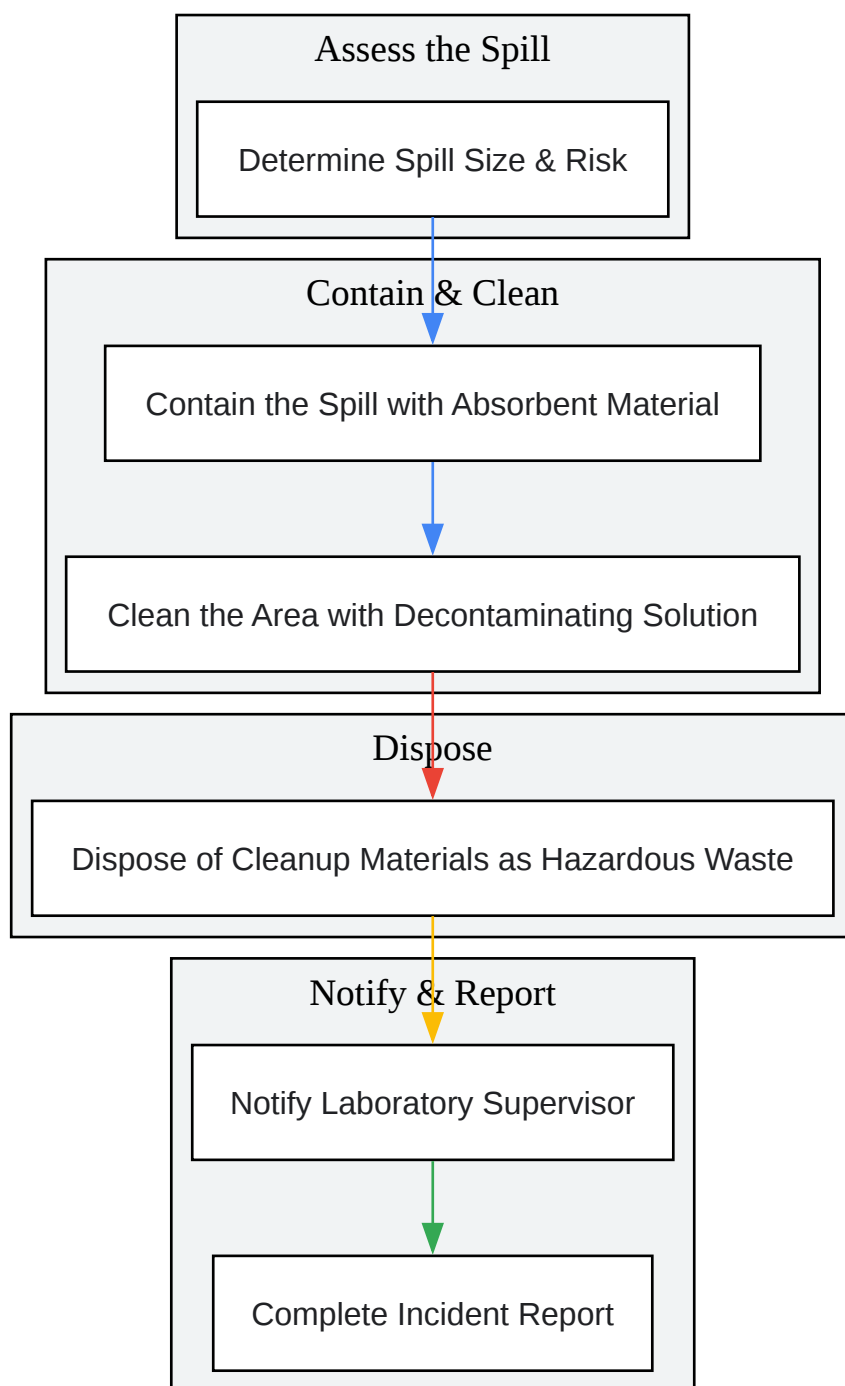 Assess the Spill
Determine Spill Size & Risk
Contain & Clean
Contain the Spill with Absorbent Material
Clean the Area with Decontaminating Solution
Dispose
Dispose of Cleanup Materials as Hazardous Waste
Notify & Report
Notify Laboratory Supervisor
Complete Incident Report